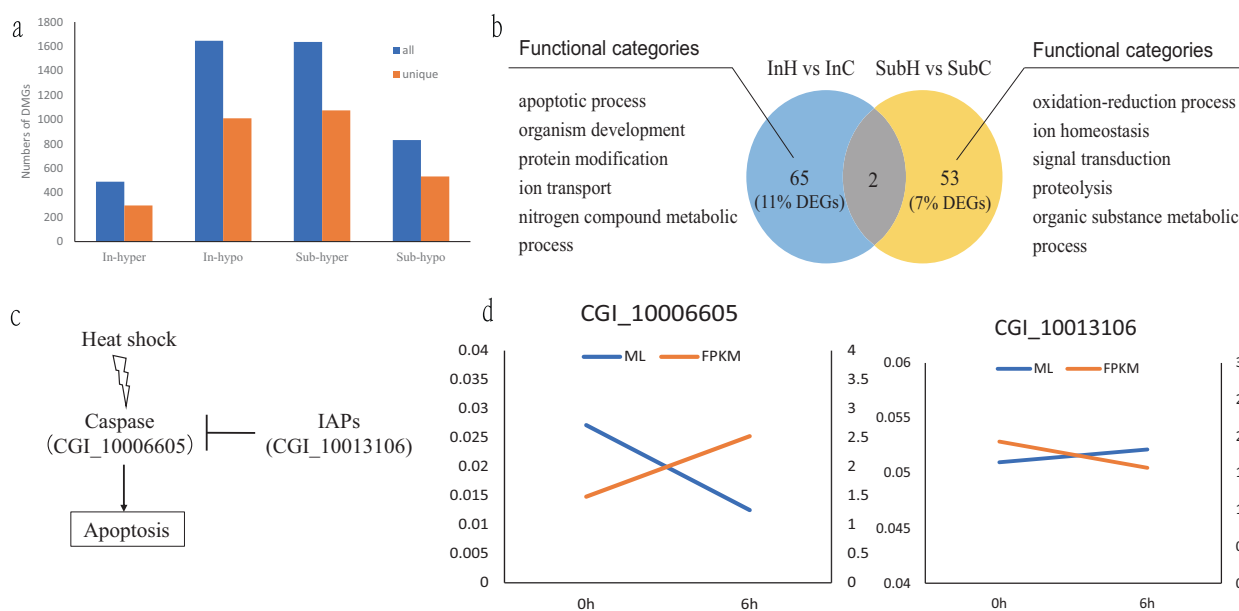 a
1800
1600
1400
1200
1000
800
600
400
200
0
Numbers of DMGs
all
unique
In-hyper
In-hypo
Sub-hyper
Sub-hypo
b
Functional categories
apoptotic process
organism development
protein modification
ion transport
nitrogen compound metabolic
process
InH vs InC
SubH vs SubC
65
(11% DEGs)
2
53
(7% DEGs)
Functional categories
oxidation-reduction process
ion homeostasis
signal transduction
proteolysis
organic substance metabolic
process
c
Heat shock
Caspase
(CGI_10006605)
IAPs
(CGI_10013106)
Apoptosis
d
CGI_10006605
ML
FPKM
0.04
0.035
0.03
0.025
0.02
0.015
0.01
0.005
0
4
3.5
3
2.5
2
1.5
1
0.5
0
0h
6h
CGI_10013106
ML
FPKM
0.06
0.055
0.05
0.045
0.04
0h
6h